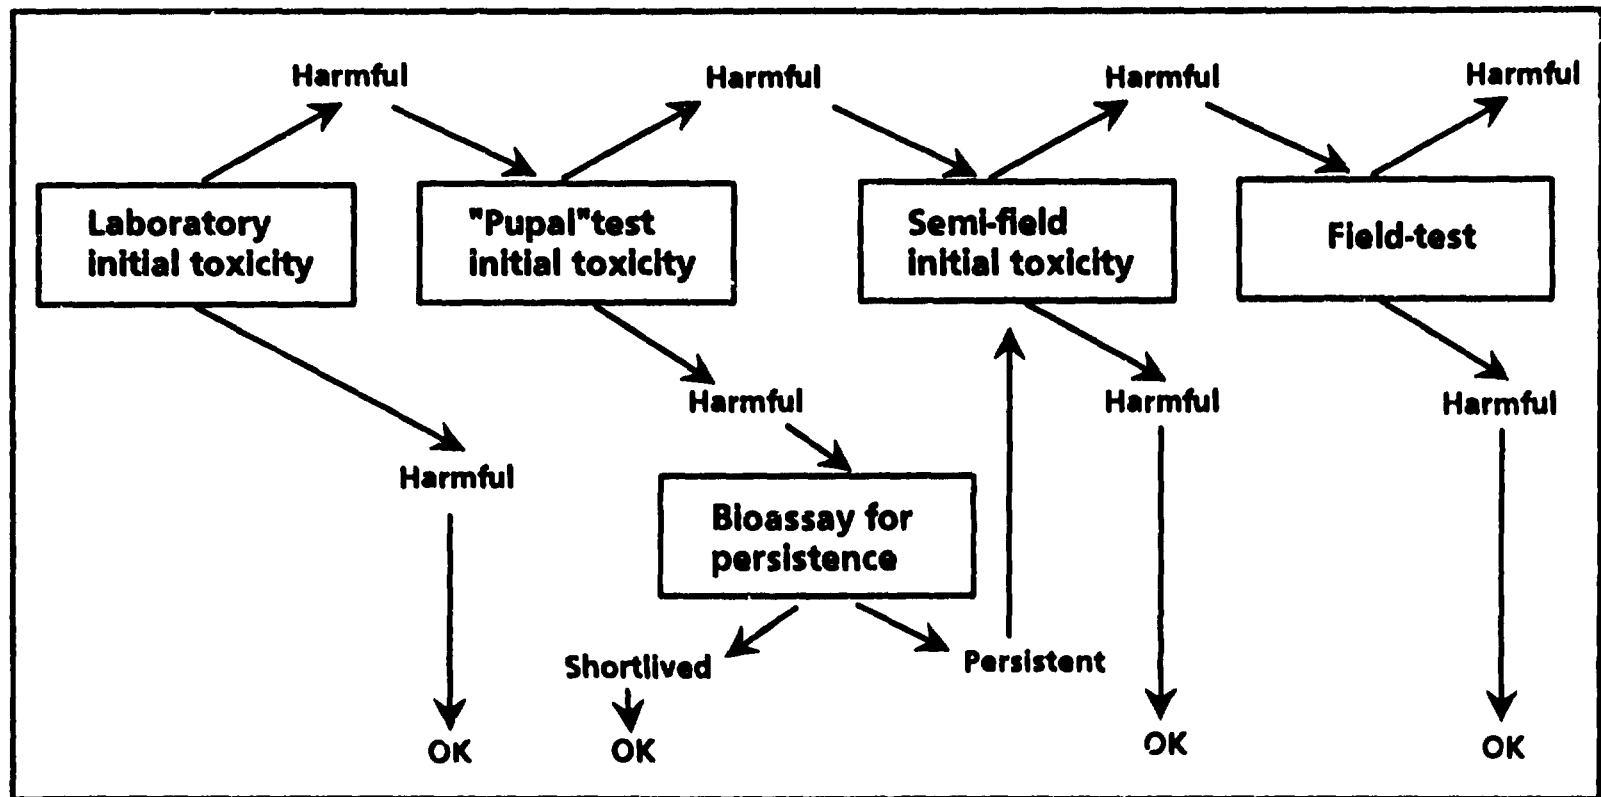 Harmful
Harmful
Harmful
Harmful
Laboratory
initial toxicity
"Pupal"test
initial toxicity
Semi-field
initial toxicity
Field-test
Harmful
Harmful
Harmful
Harmful
Bioassay for
persistence
Shortlived
Persistent
OK
OK
OK
OK